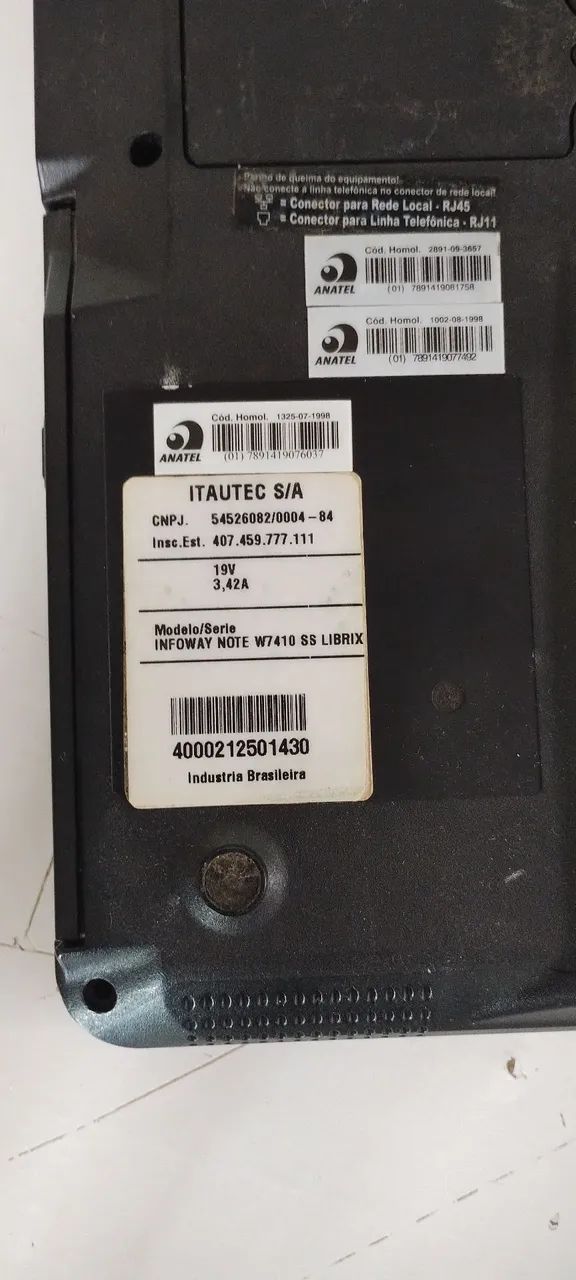 Perigo de queima do equipamento!
Não conecte a linha telefônica no conector de rede local!
= Conector para Rede Local - RJ45
= Conector para Linha Telefônica - RJ11
Cód. Homol. 2891-09-3657
ANATEL
(01) 7891419081758
Cód. Homol. 1002-08-1998
ANATEL
(01) 7891419077492
Cód. Homol. 1325-07-1998
ANATEL
(01) 7891419076037
ITAUTEC S/A
CNPJ. 54526082/0004-84
Insc.Est. 407.459.777.111
19V
3,42A
Modelo/Serie
INFOWAY NOTE W7410 SS LIBRIX
4000212501430
Industria Brasileira